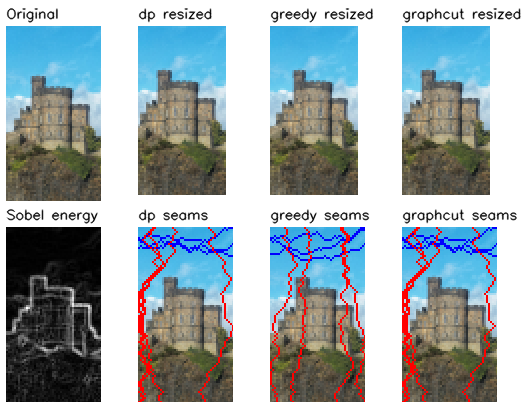 Original
dp resized
greedy resized
graphcut resized
Sobel energy
dp seams
greedy seams
graphcut seams